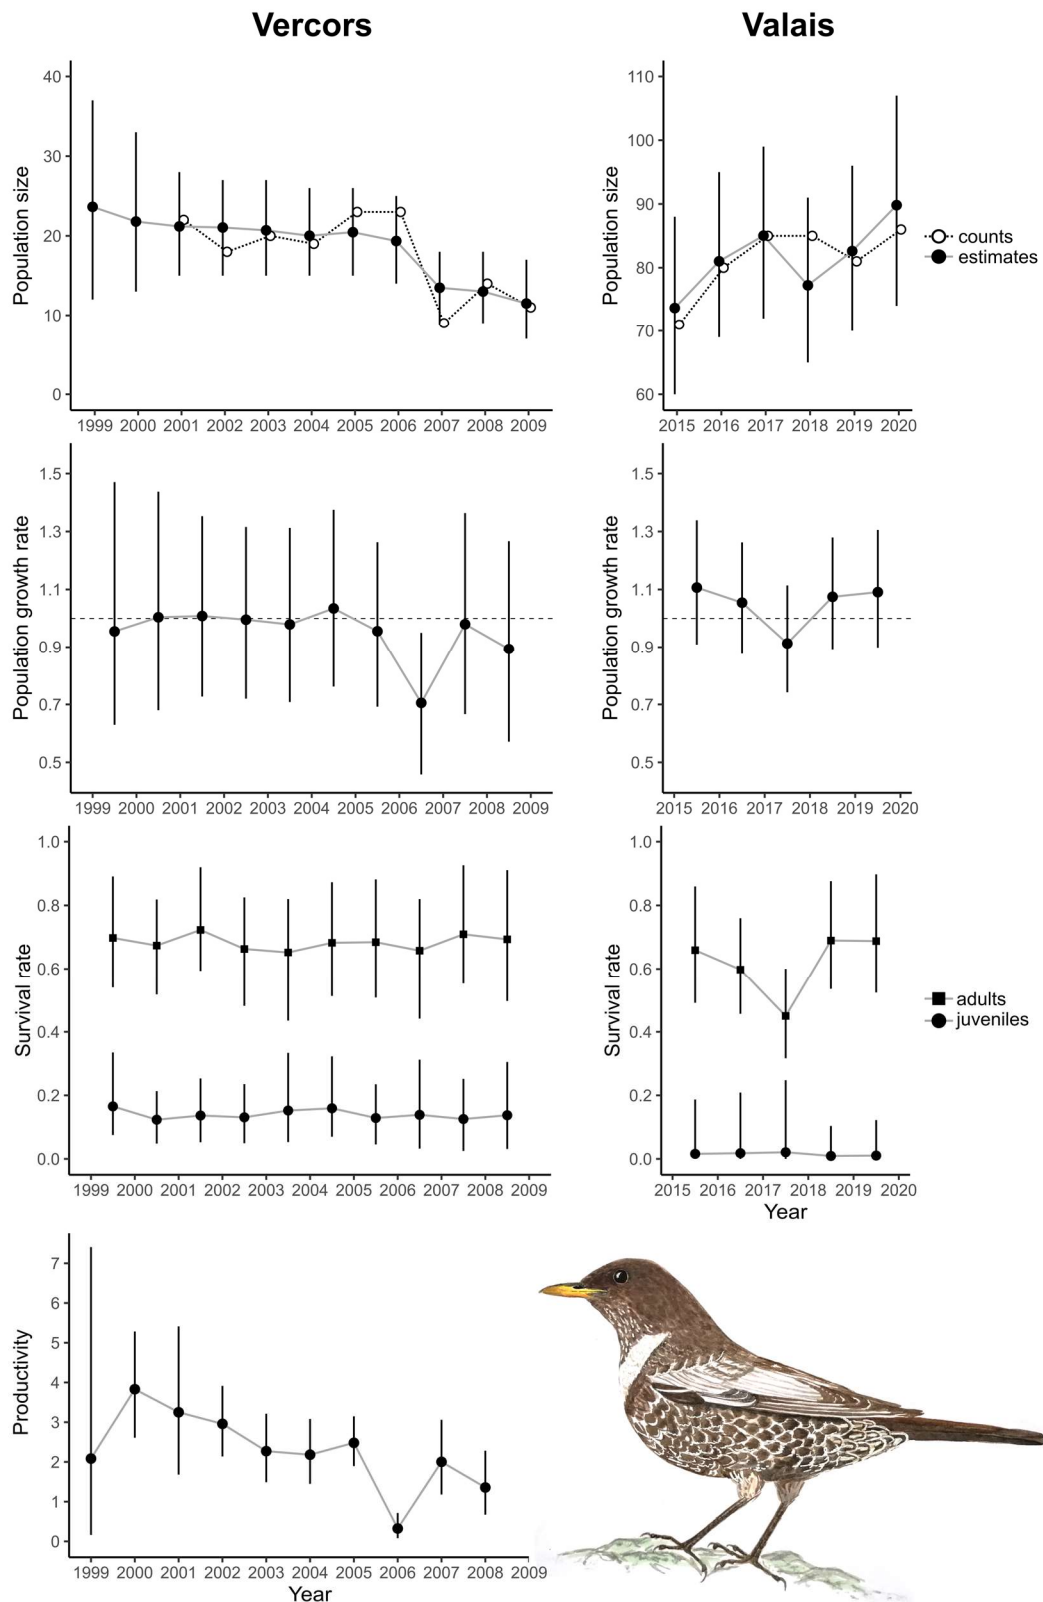 Vercors
Valais
Population size
40
30
20
10
0
1999 2000 2001 2002 2003 2004 2005 2006 2007 2008 2009
Population size
110
100
90
80
70
60
2015 2016 2017 2018 2019 2020
counts
estimates
Population growth rate
1.5
1.3
1.1
0.9
0.7
0.5
1999 2000 2001 2002 2003 2004 2005 2006 2007 2008 2009
Population growth rate
1.5
1.3
1.1
0.9
0.7
0.5
2015 2016 2017 2018 2019 2020
Survival rate
1.0
0.8
0.6
0.4
0.2
0.0
1999 2000 2001 2002 2003 2004 2005 2006 2007 2008 2009
Survival rate
1.0
0.8
0.6
0.4
0.2
0.0
2015 2016 2017 2018 2019 2020
Year
adults
juveniles
Productivity
7
6
5
4
3
2
1
0
1999 2000 2001 2002 2003 2004 2005 2006 2007 2008 2009
Year